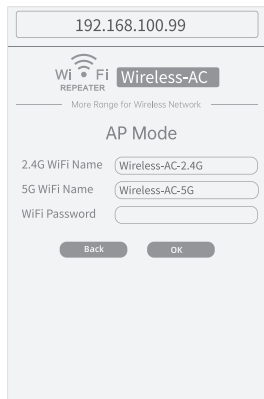 192.168.100.99
Wi Fi Wireless-AC
REPEATER
More Range for Wireless Network
AP Mode
2.4G WiFi Name Wireless-AC-2.4G
5G WiFi Name Wireless-AC-5G
WiFi Password
Back OK